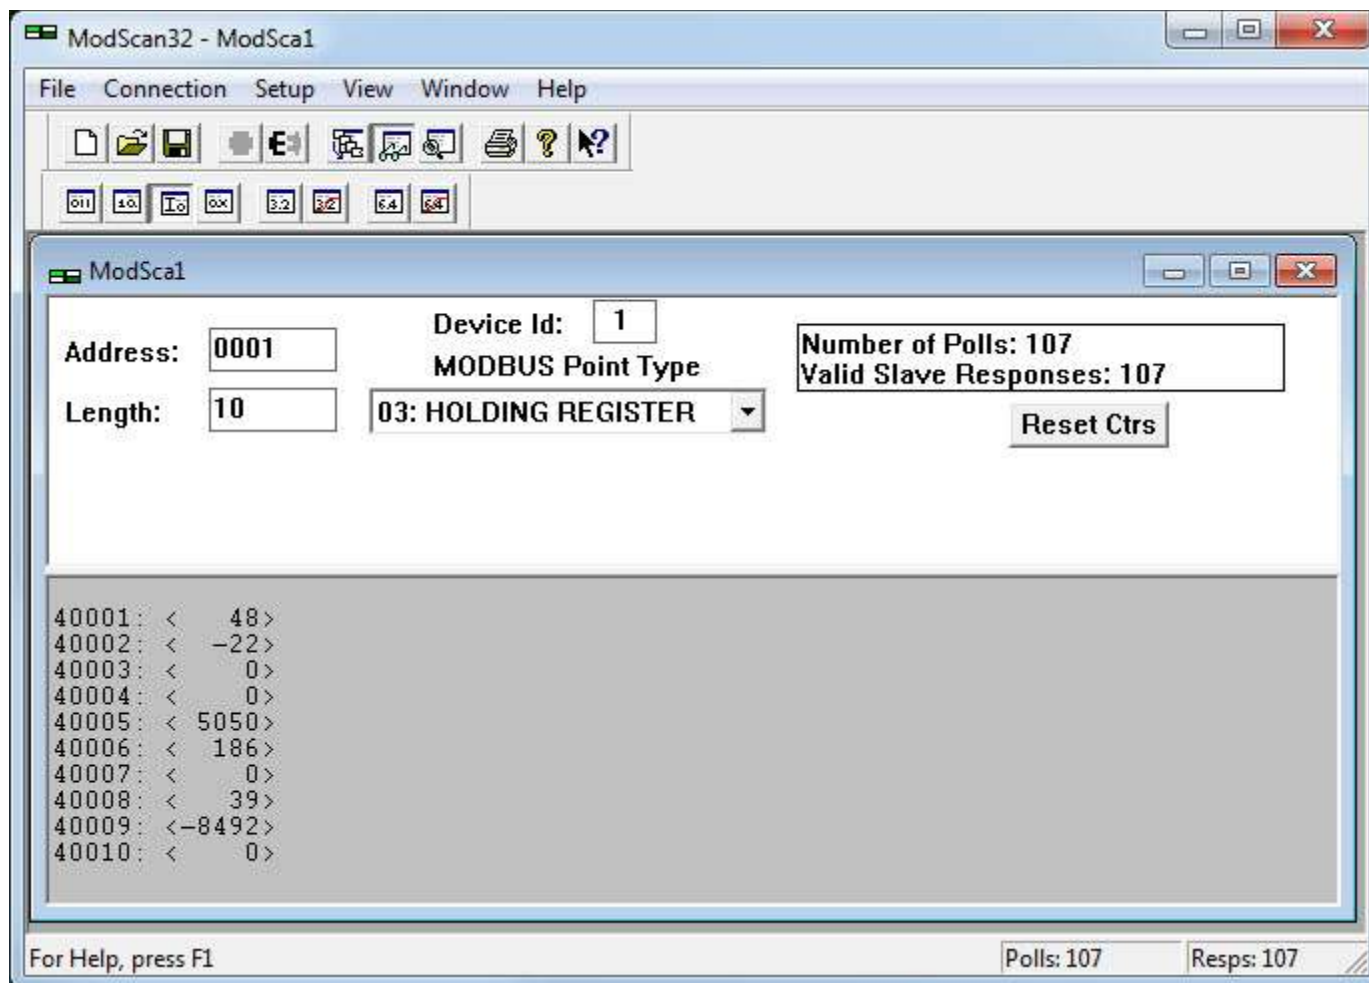 ModScan32 - ModSca1
File Connection Setup View Window Help
ModSca1
Address: 0001
Device Id: 1
MODBUS Point Type
Length: 10
03: HOLDING REGISTER
Number of Polls: 107
Valid Slave Responses: 107
Reset Ctrs
40001: <   48>
40002: <  -22>
40003: <    0>
40004: <    0>
40005: < 5050>
40006: <  186>
40007: <    0>
40008: <   39>
40009: <-8492>
40010: <    0>
For Help, press F1
Polls: 107
Resps: 107